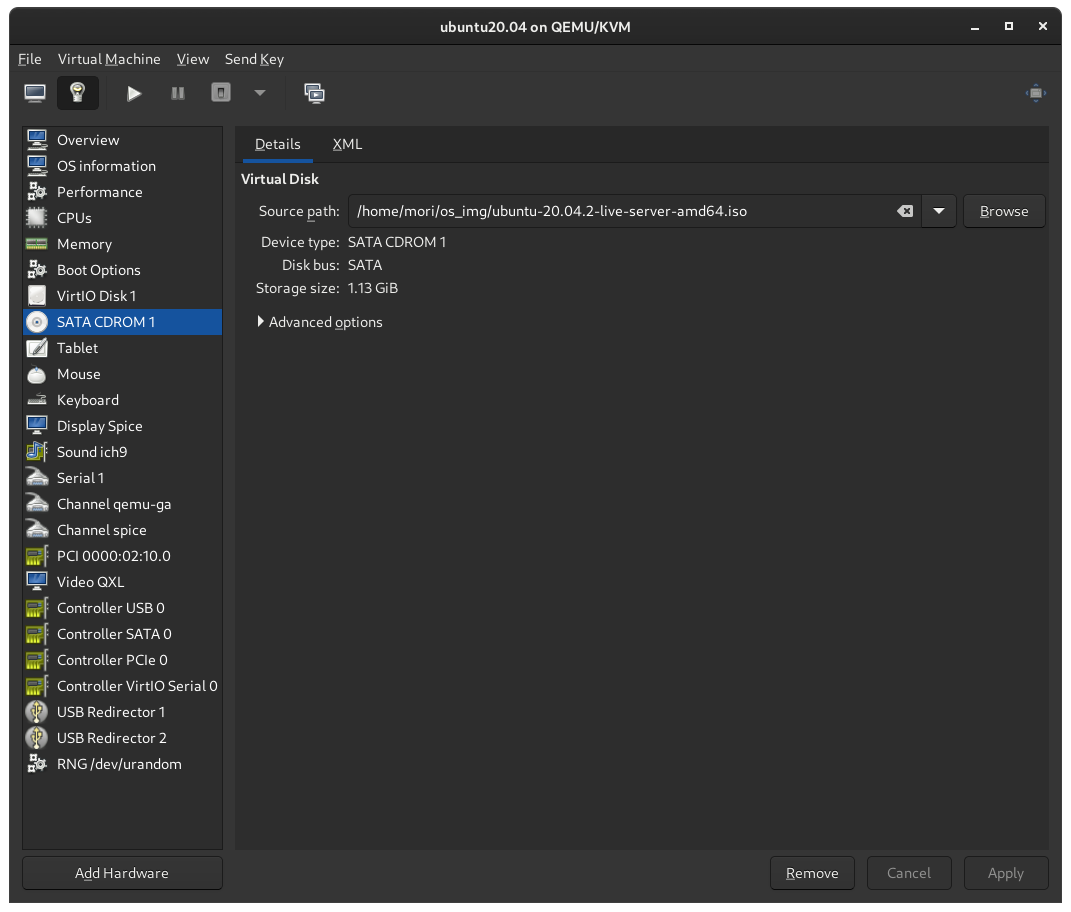 ubuntu20.04 on QEMU/KVM
File Virtual Machine View Send Key
Overview
OS information
Performance
CPUs
Memory
Boot Options
VirtIO Disk 1
SATA CDROM 1
Tablet
Mouse
Keyboard
Display Spice
Sound ich9
Serial 1
Channel qemu-ga
Channel spice
PCI 0000:02:10.0
Video QXL
Controller USB 0
Controller SATA 0
Controller PCIe 0
Controller VirtIO Serial 0
USB Redirector 1
USB Redirector 2
RNG /dev/urandom
Add Hardware
Details XML
Virtual Disk
Source path: /home/mori/os_img/ubuntu-20.04.2-live-server-amd64.iso Browse
Device type: SATA CDROM 1
Disk bus: SATA
Storage size: 1.13 GiB
Advanced options
Remove Cancel Apply